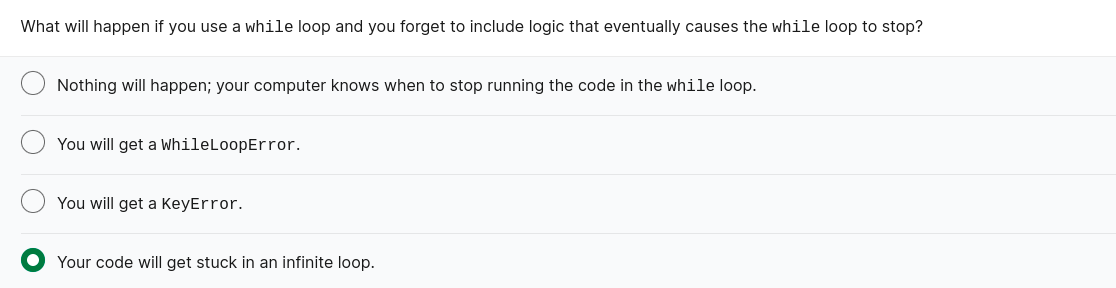 What will happen if you use a while loop and you forget to include logic that eventually causes the while loop to stop?
Nothing will happen; your computer knows when to stop running the code in the while loop.
You will get a WhileLoopError.
You will get a KeyError.
Your code will get stuck in an infinite loop.